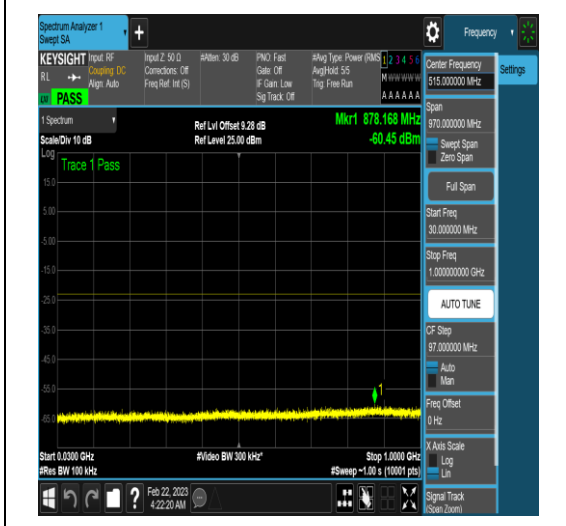 Spectrum Analyzer 1
Swept SA
+
Frequency
KEYSIGHT
RL
PASS
Input: RF
Coupling: DC
Align: Auto
Input Z: 50 Ω
Corrections: Off
Freq Ref: Int (S)
#Atten: 30 dB
PNO: Fast
Gate: Off
IF Gain: Low
Sig Track: Off
#Avg Type: Power (RMS
Avg|Hold: 5/5
Trig: Free Run
1 2 3 4 5 6
M W W W W W
A A A A A A
1 Spectrum
Scale/Div 10 dB
Ref Lvl Offset 9.28 dB
Ref Level 25.00 dBm
Mkr1 878.168 MHz
-60.45 dBm
Log
Trace 1 Pass
15.0
5.00
-5.00
-15.0
-25.0
-35.0
-45.0
-55.0
-65.0
1
Start 0.0300 GHz
#Res BW 100 kHz
#Video BW 300 kHz*
Stop 1.0000 GHz
#Sweep ~1.00 s (10001 pts)
Feb 22, 2023
4:22:20 AM
Center Frequency
515.000000 MHz
Settings
Span
970.000000 MHz
Swept Span
Zero Span
Full Span
Start Freq
30.000000 MHz
Stop Freq
1.000000000 GHz
AUTO TUNE
CF Step
97.000000 MHz
Auto
Man
Freq Offset
0 Hz
X Axis Scale
Log
Lin
Signal Track
(Span Zoom)